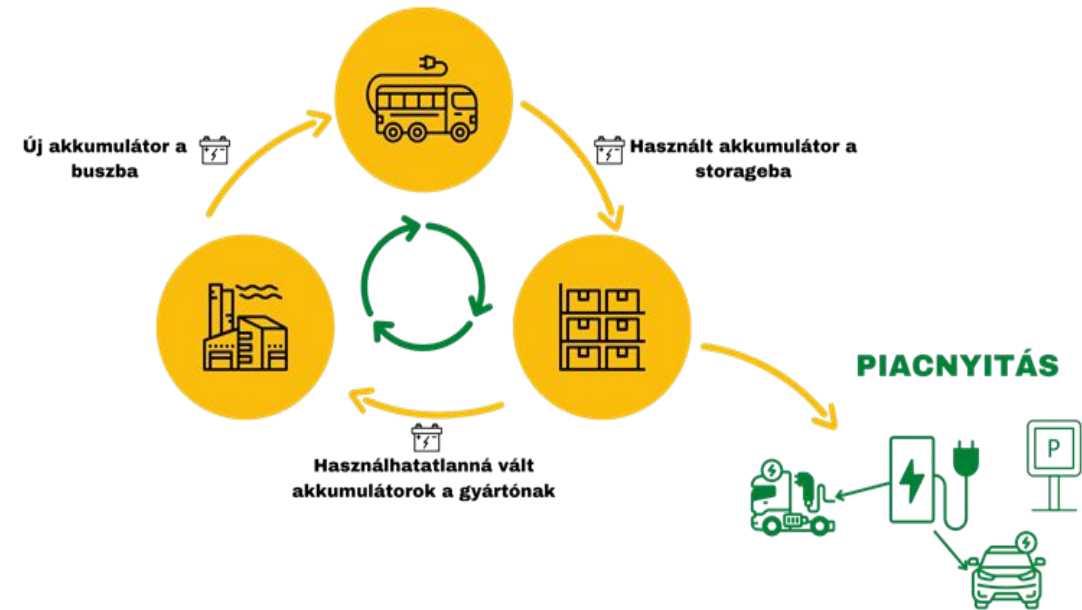 Új akkumulátor a
buszba
Használt akkumulátor a
storageba
PIACNYITÁS
P
Használhatatlanná vált
akkumulátorok a gyártónak